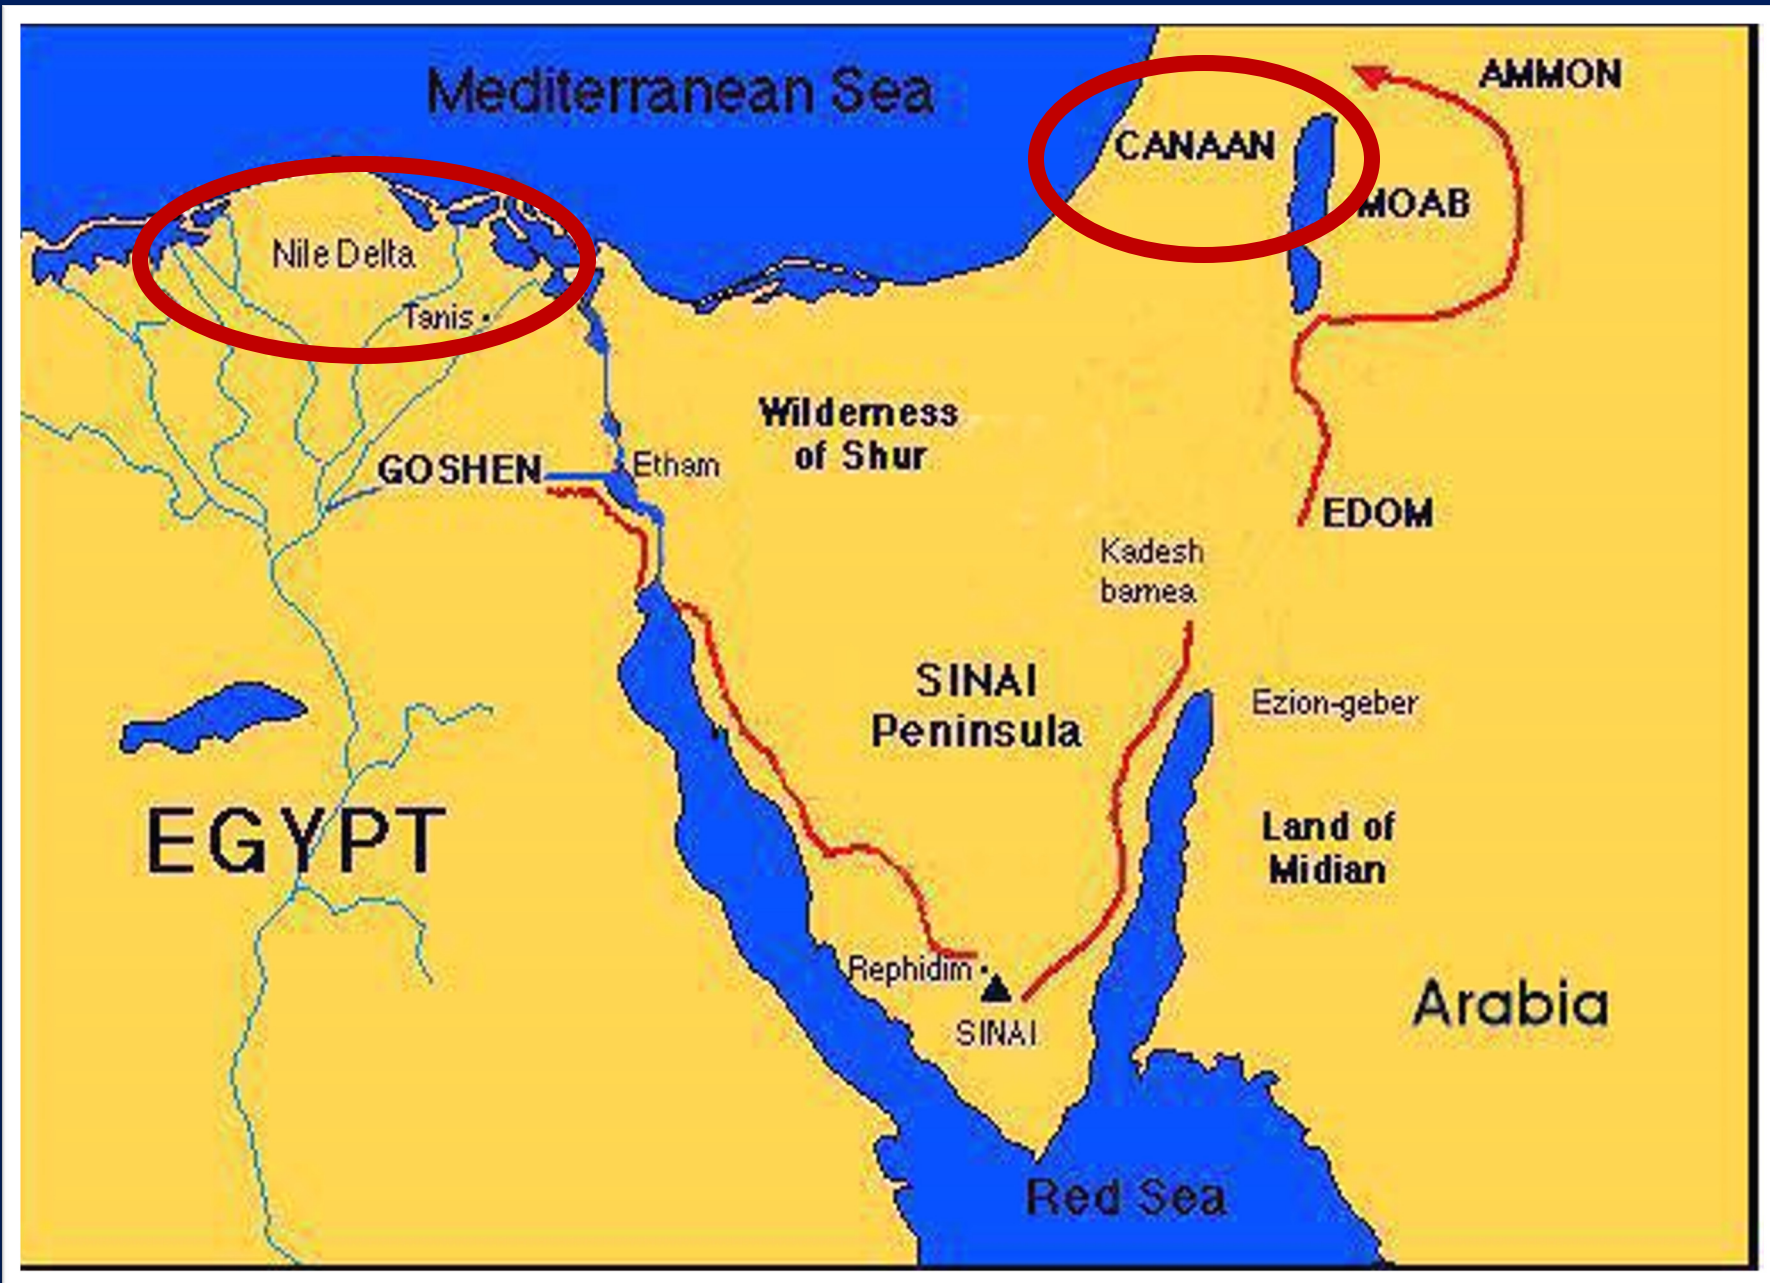 Mediterranean Sea
AMMON
CANAAN
MOAB
Nile Delta
Tanis
Wilderness
of Shur
GOSHEN
Etham
EDOM
Kadesh
barnea
SINAI
Peninsula
Ezion-geber
EGYPT
Land of
Midian
Rephidim
SINAI
Arabia
Red Sea